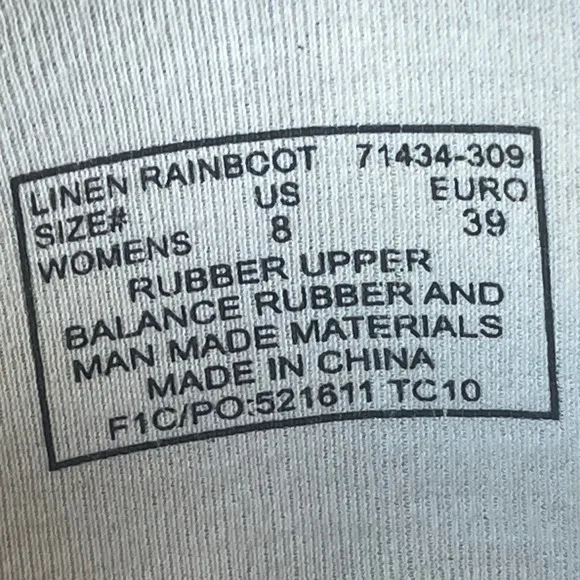 LINEN RAINBOOT 71434-309
SIZE# US EURO
WOMENS 8 39
RUBBER UPPER
BALANCE RUBBER AND
MAN MADE MATERIALS
MADE IN CHINA
F1C/PO:521611 TC10